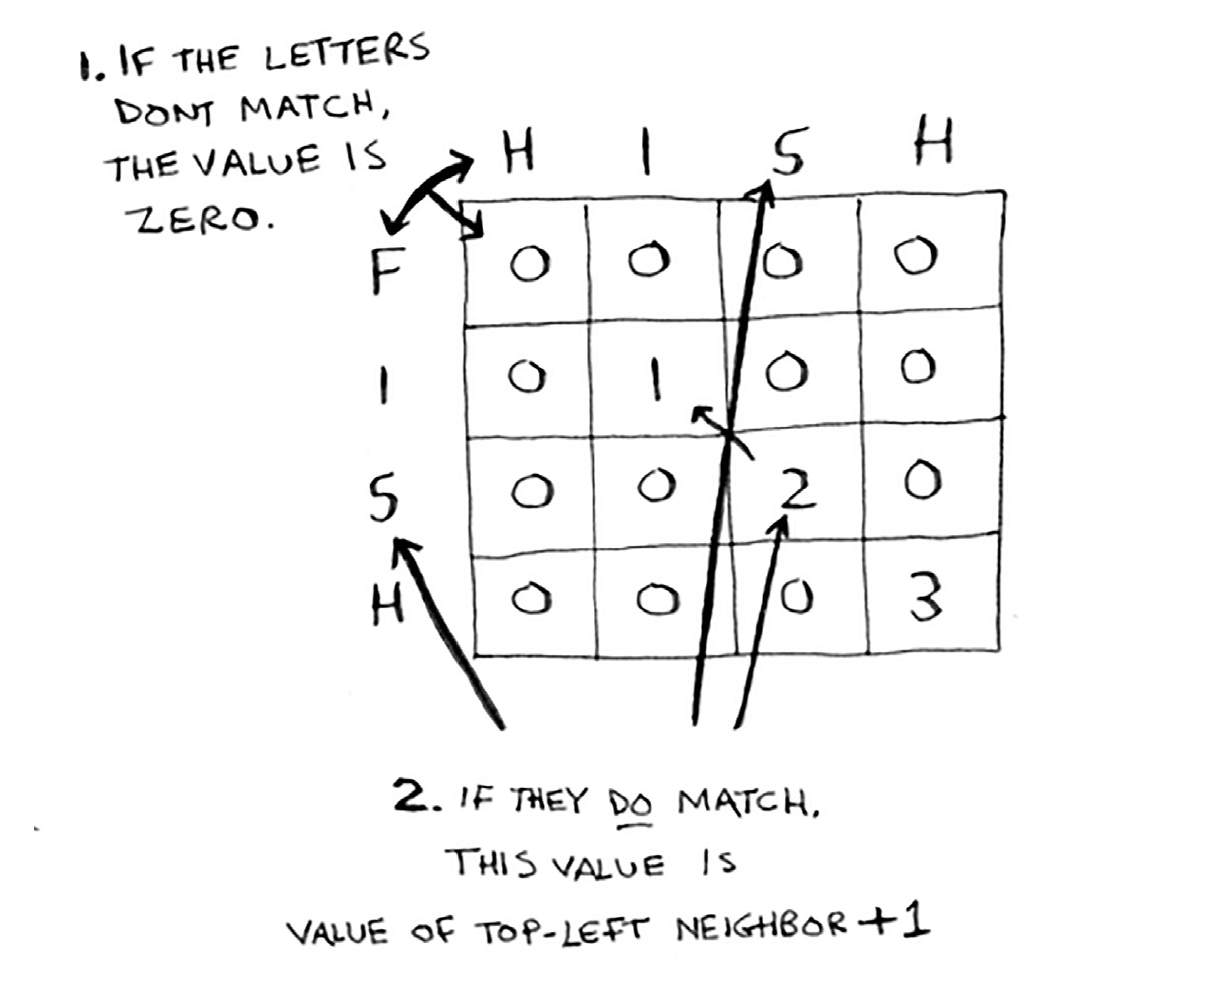 1. IF THE LETTERS
DONT MATCH,
THE VALUE IS
ZERO.
H I S H
F 0 0 0 0
I 0 1 0 0
S 0 0 2 0
H 0 0 0 3
2. IF THEY DO MATCH,
THIS VALUE IS
VALUE OF TOP-LEFT NEIGHBOR +1